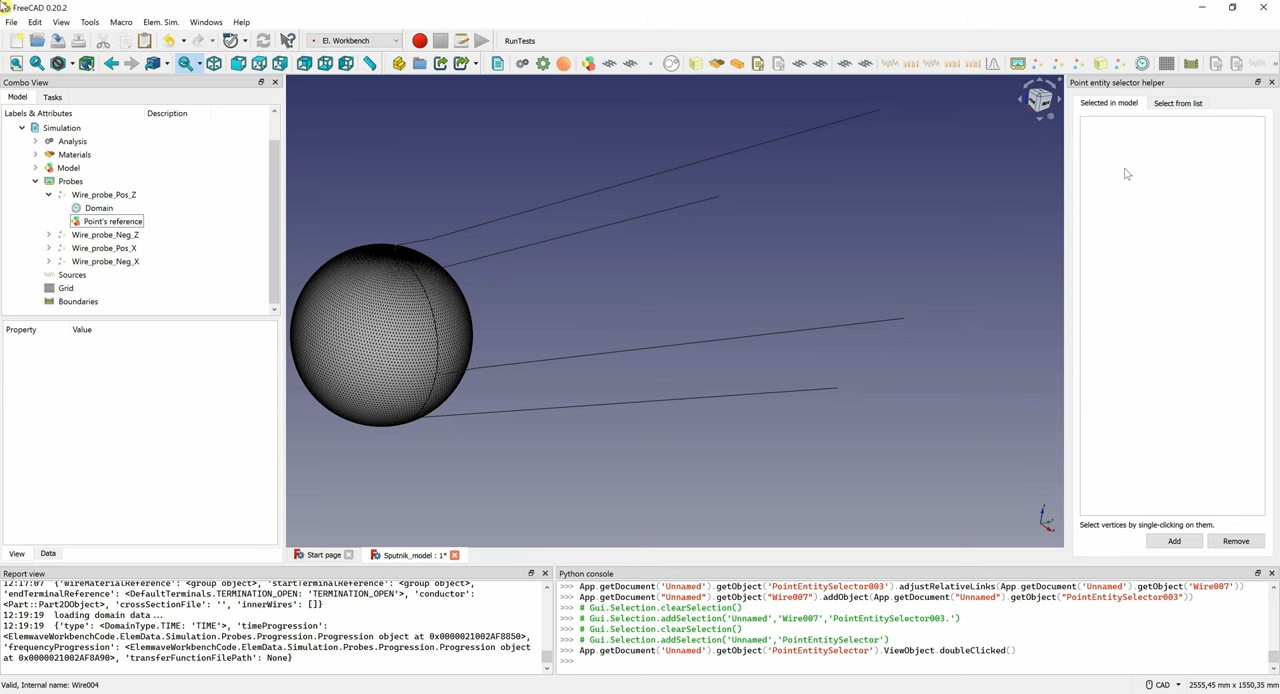 FreeCAD 0.20.2
File Edit View Tools Macro Elem. Sim. Windows Help
El. Workbench
RunTests
Combo View
Model Tasks
Labels & Attributes Description
Simulation
Analysis
Materials
Model
Probes
Wire_probe_Pos_Z
Domain
Point's reference
Wire_probe_Neg_Z
Wire_probe_Pos_X
Wire_probe_Neg_X
Sources
Grid
Boundaries
Property Value
View Data
Start page
Sputnik_model : 1*
Point entity selector helper
Selected in model Select from list
Select vertices by single-clicking on them.
Add Remove
Report view
12:17:07 {'wireMaterialReference': <group object>, 'startTerminalReference': <group object>,
'endTerminalReference': <DefaultTerminals.TERMINATION_OPEN: 'TERMINATION_OPEN'>, 'conductor':
<Part::Part2DObject>, 'crossSectionFile': '', 'innerWires': []}
12:19:19 loading domain data...
12:19:19 {'type': <DomainType.TIME: 'TIME'>, 'timeProgression':
<ElemwaveWorkbenchCode.ElemData.Simulation.Probes.Progression.Progression object at 0x0000021002AF8850>,
'frequencyProgression': <ElemwaveWorkbenchCode.ElemData.Simulation.Probes.Progression.Progression object
at 0x0000021002AF8A90>, 'transferFunctionFilePath': None}
Python console
>>> App.getDocument('Unnamed').getObject('PointEntitySelector003').adjustRelativeLinks(App.getDocument('Unnamed').getObject('Wire007'))
>>> App.getDocument("Unnamed").getObject("Wire007").addObject(App.getDocument("Unnamed").getObject("PointEntitySelector003"))
>>> # Gui.Selection.clearSelection()
>>> # Gui.Selection.addSelection('Unnamed','Wire007','PointEntitySelector003.')
>>> # Gui.Selection.clearSelection()
>>> # Gui.Selection.addSelection('Unnamed','PointEntitySelector')
>>> App.getDocument('Unnamed').getObject('PointEntitySelector').ViewObject.doubleClicked()
>>>
Valid, Internal name: Wire004
CAD
2555,45 mm x 1550,35 mm